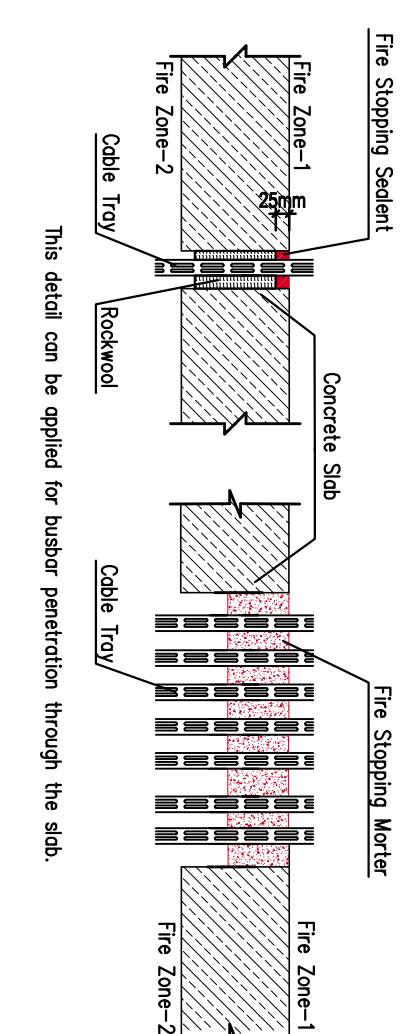 Fire Stopping Sealent
Fire Zone-1
Fire Zone-2
25mm
Cable Tray
Rockwool
Concrete Slab
Fire Stopping Morter
Cable Tray
Fire Zone-1
Fire Zone-2
This detail can be applied for busbar penetration through the slab.